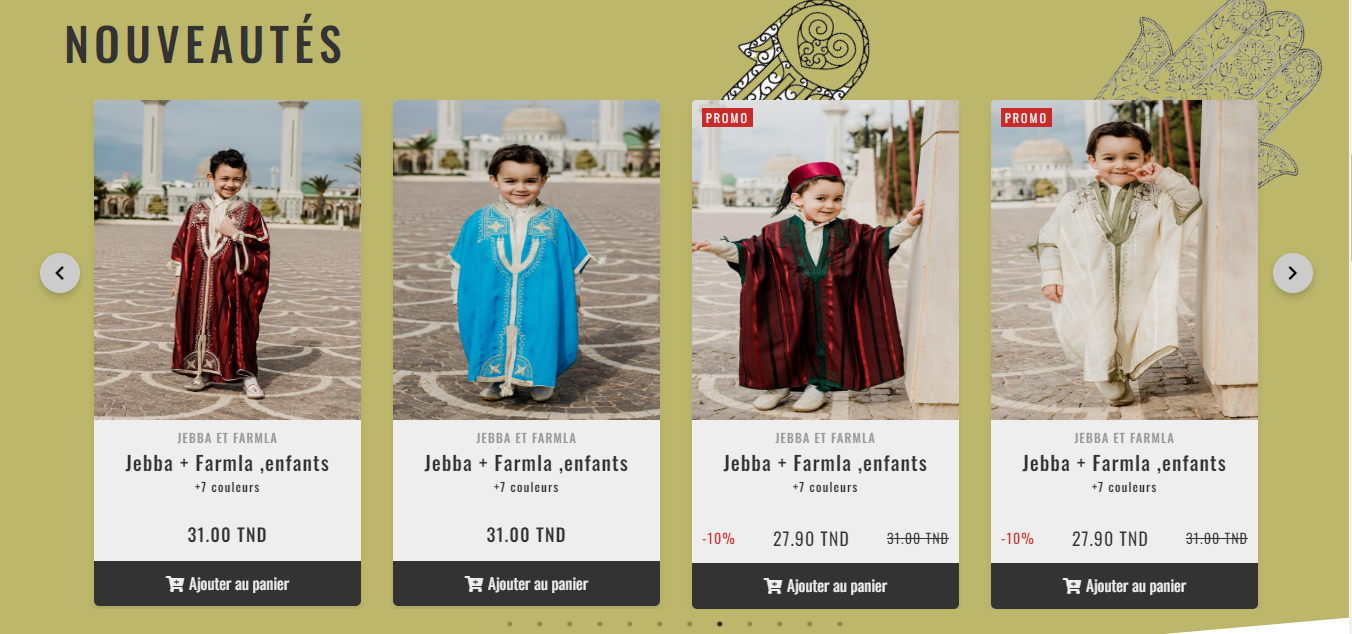 NOUVEAUTÉS
PROMO
PROMO
JEBBA ET FARMLA
Jebba + Farmla ,enfants
+7 couleurs
31.00 TND
Ajouter au panier
JEBBA ET FARMLA
Jebba + Farmla ,enfants
+7 couleurs
31.00 TND
Ajouter au panier
JEBBA ET FARMLA
Jebba + Farmla ,enfants
+7 couleurs
-10% 27.90 TND 31.00 TND
Ajouter au panier
JEBBA ET FARMLA
Jebba + Farmla ,enfants
+7 couleurs
-10% 27.90 TND 31.00 TND
Ajouter au panier